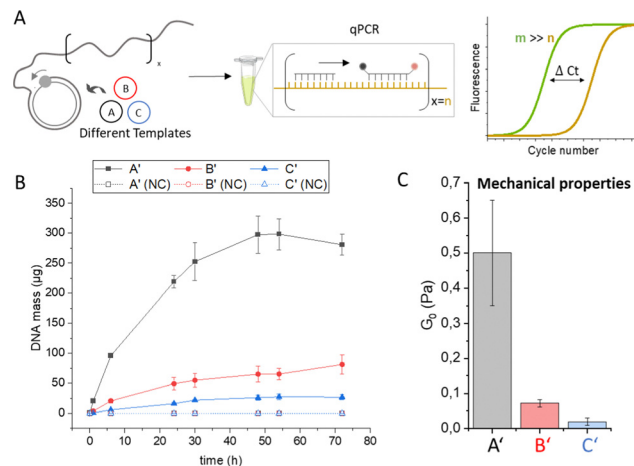 A
qPCR
x
B
A
C
Different Templates
x=n
m >> n
Δ Ct
Fluorescence
Cycle number
B
A' B' C'
A' (NC) B' (NC) C' (NC)
350
300
250
200
150
100
50
0
DNA mass (µg)
0 10 20 30 40 50 60 70 80
time (h)
C
Mechanical properties
0,7
0,6
0,5
0,4
0,3
0,2
0,1
0,0
G₀ (Pa)
A' B' C'